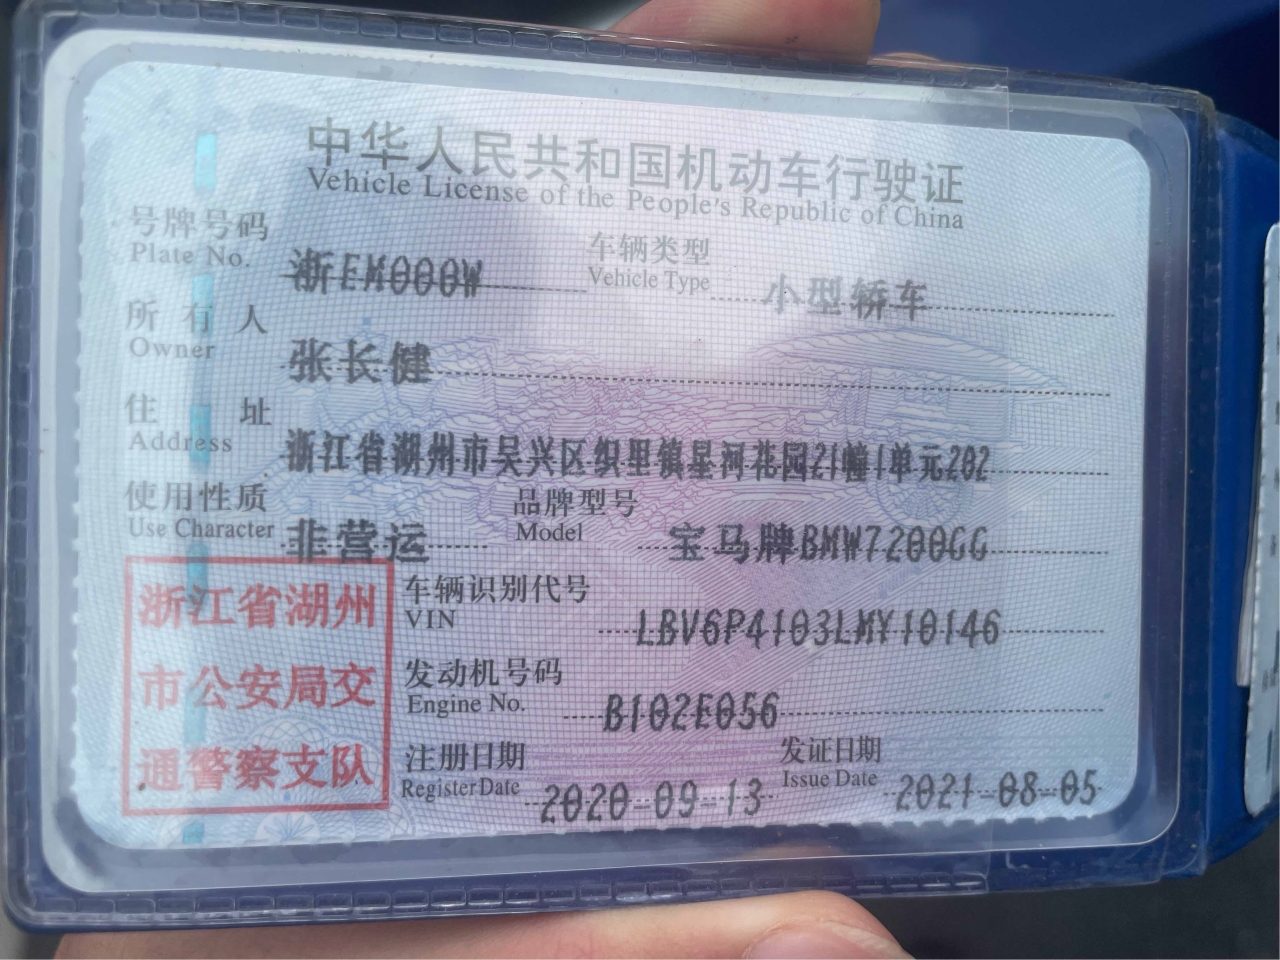 中华人民共和国机动车行驶证
Vehicle License of the People's Republic of China
号牌号码 浙EM000W 车辆类型 小型轿车
Plate No. Vehicle Type
所有人 张长健
Owner
住址 浙江省湖州市吴兴区织里镇星河花园21幢1单元202
Address
使用性质 非营运 品牌型号 宝马牌BMW7200GG
Use Character Model
浙江省湖州
市公安局交
通警察支队
车辆识别代号 LBV6P4103LMY10146
VIN
发动机号码 B102E056
Engine No.
注册日期 2020-09-13 发证日期 2021-08-05
Register Date Issue Date